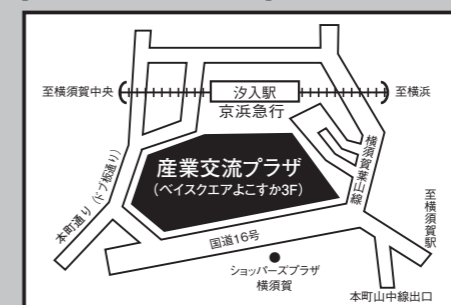 至横須賀中央
汐入駅
至横浜
京浜急行
横須賀葉山線
産業交流プラザ
(ベイスクエアよこすか3F)
本町通り(ドブ板通り)
国道16号
至横須賀駅
ショッパーズプラザ
横須賀
本町山中線出口